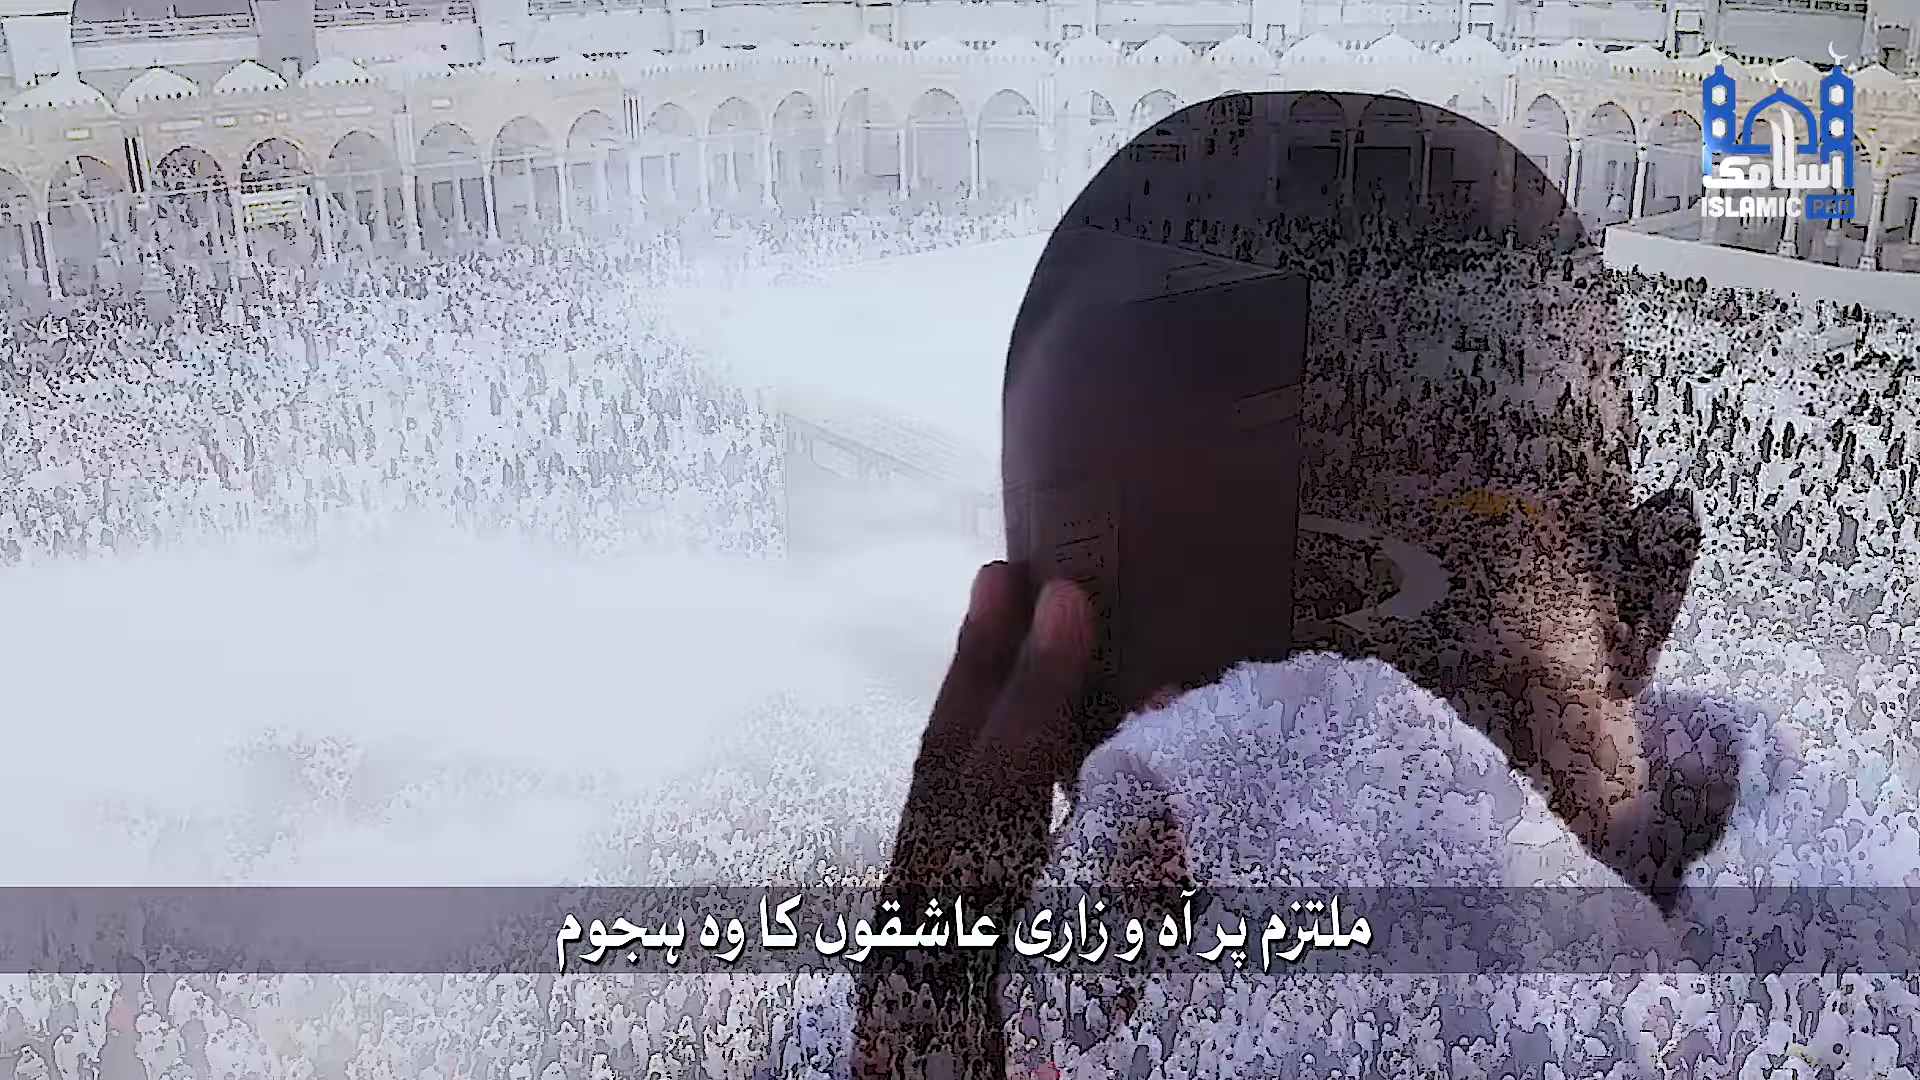 اسلامک
ISLAMIC PRO
ملتزم پر آہ و زاری عاشقوں کا وہ ہجوم